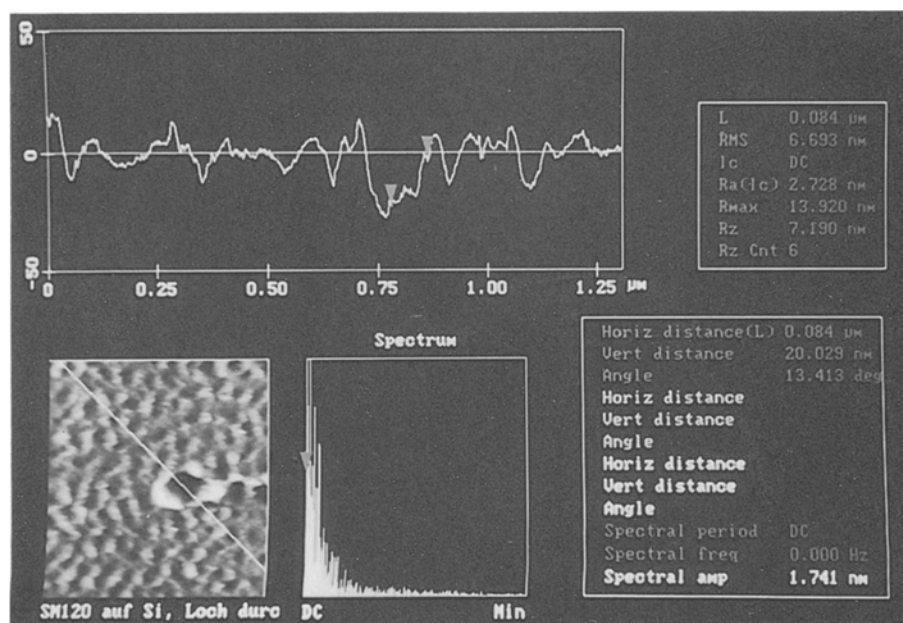 50
0
-50
0
0.25
0.50
0.75
1.00
1.25 µm
L 0.084 µm
RMS 6.693 nm
lc DC
Ra(lc) 2.728 nm
Rmax 13.920 nm
Rz 7.190 nm
Rz Cnt 6
Spectrum
DC
Min
SM120 auf Si, Loch durc
Horiz distance(L) 0.084 µm
Vert distance 20.029 nm
Angle 13.413 deg
Horiz distance
Vert distance
Angle
Horiz distance
Vert distance
Angle
Spectral period DC
Spectral freq 0.000 Hz
Spectral amp 1.741 nm